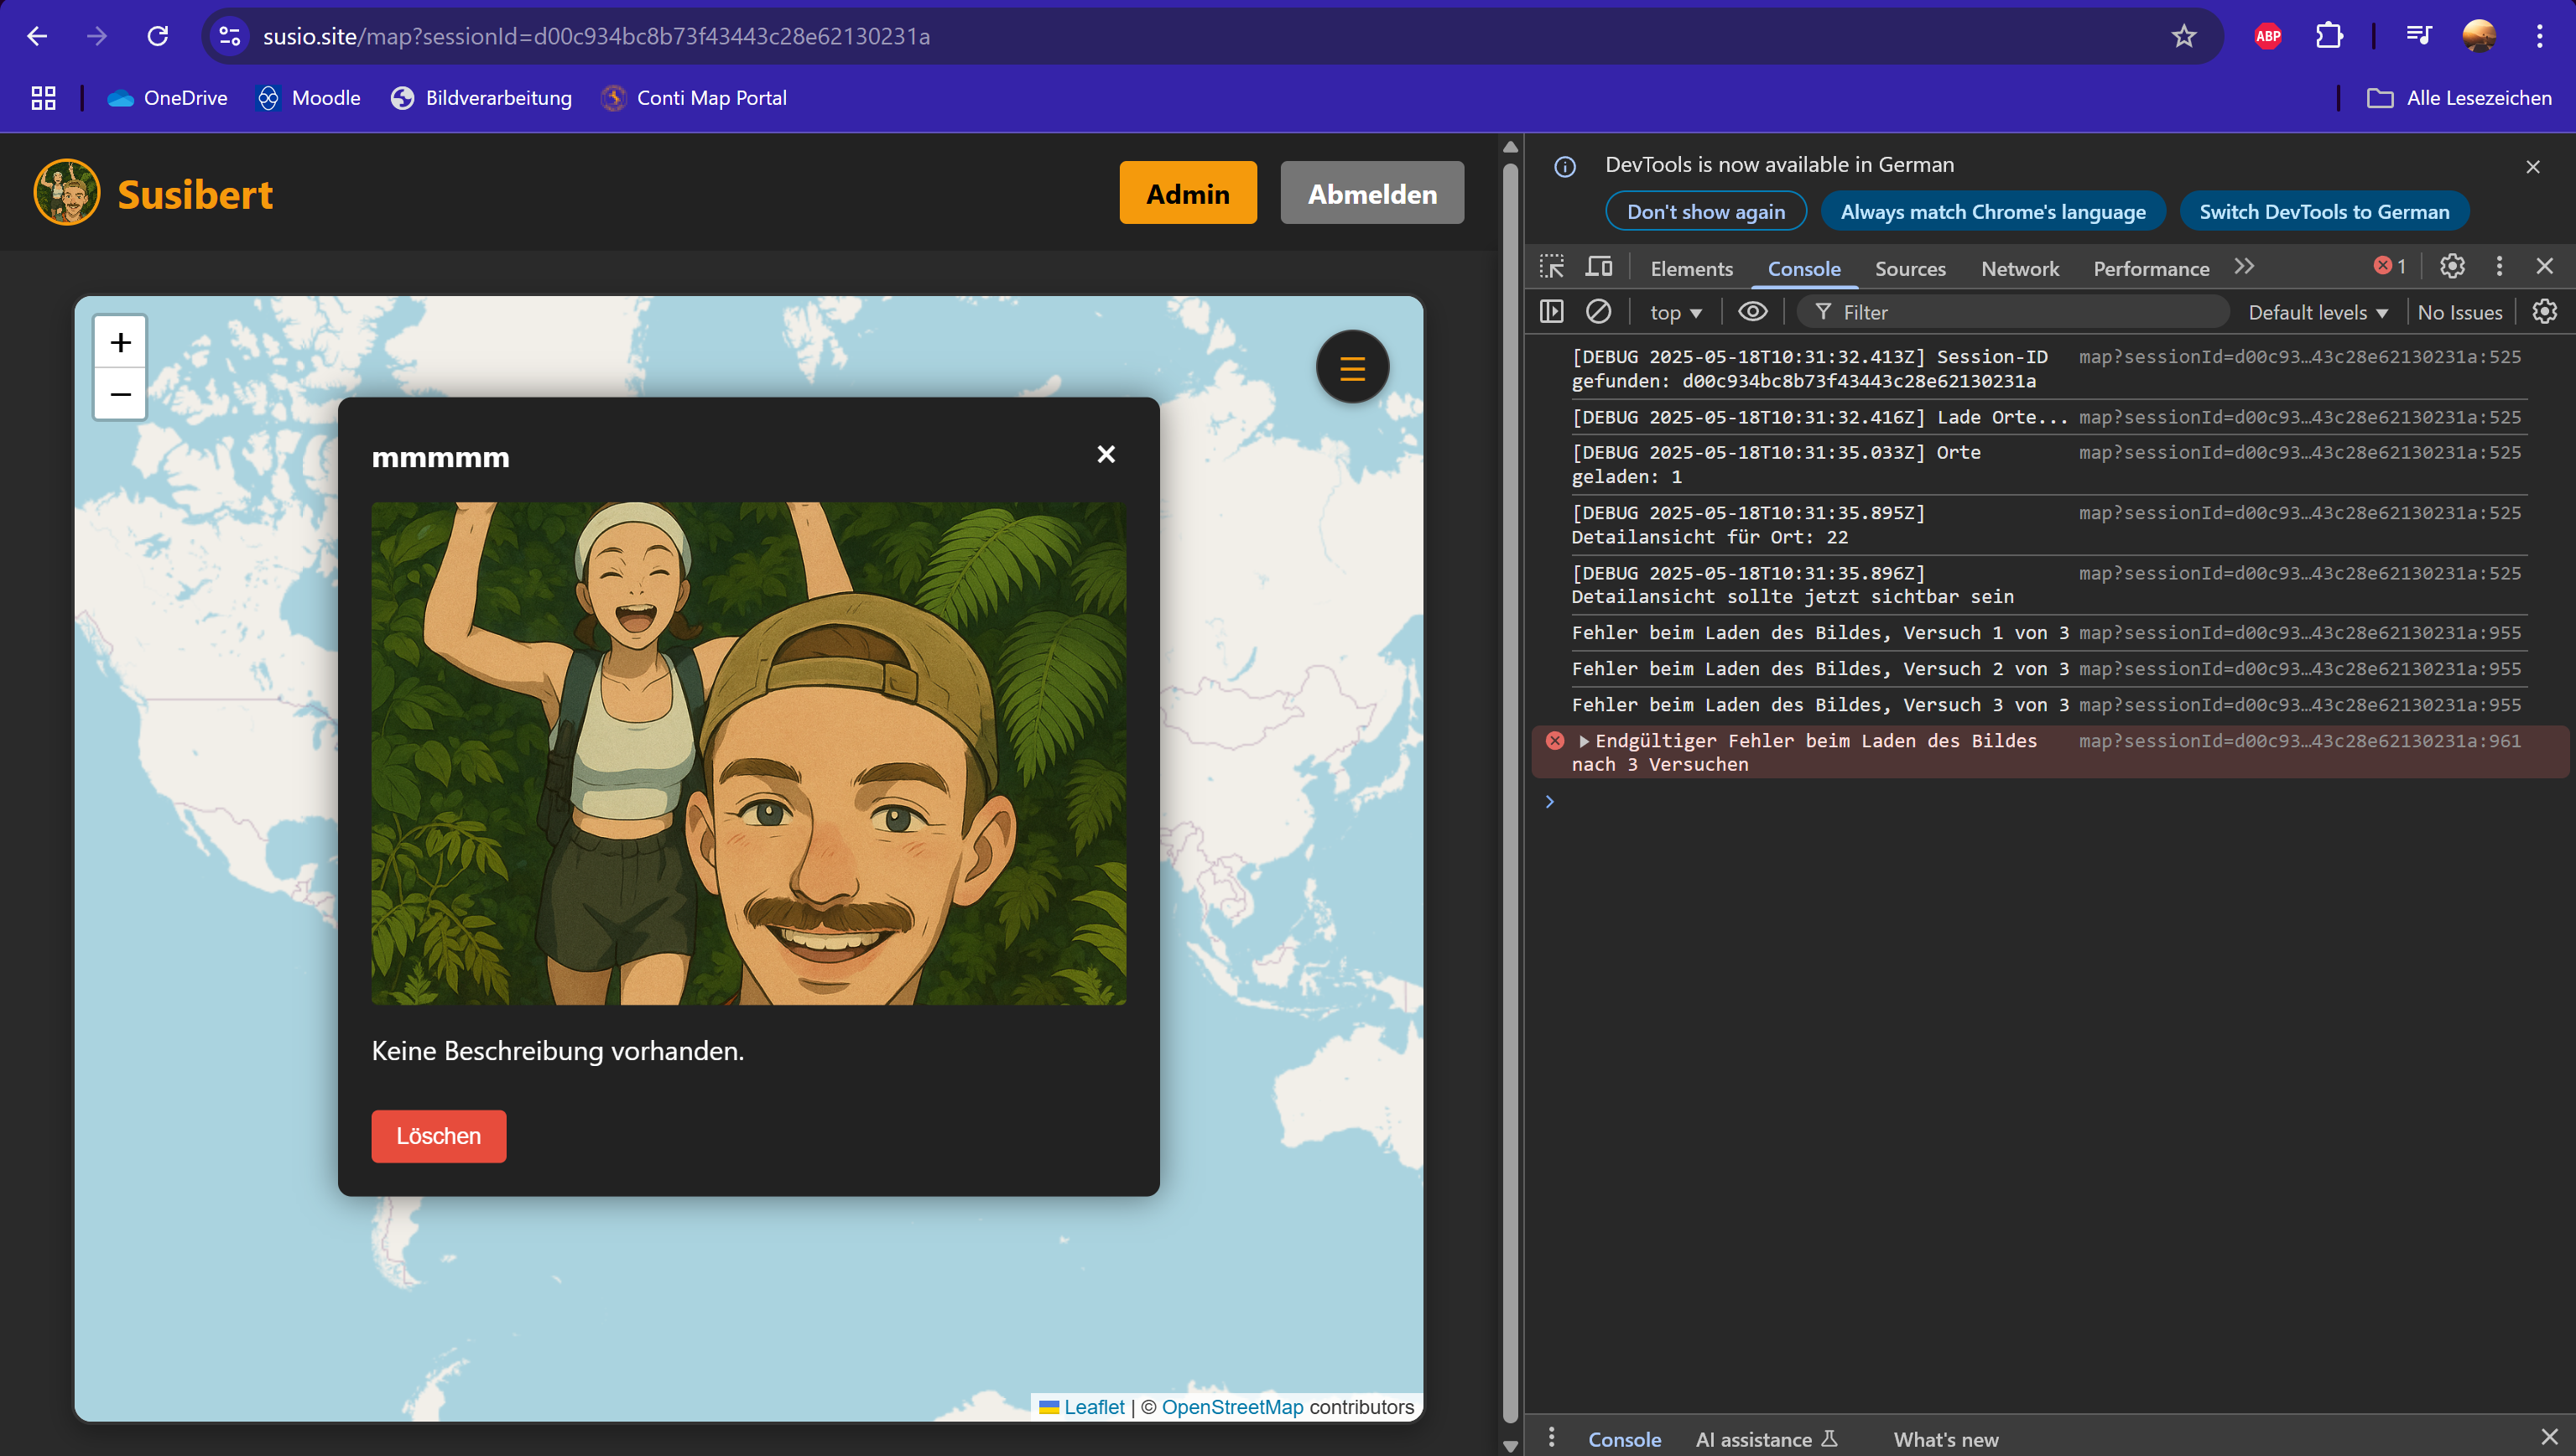 susio.site/map?sessionId=d00c934bc8b73f43443c28e62130231a
ABP
OneDrive
Moodle
Bildverarbeitung
Conti Map Portal
Alle Lesezeichen
Susibert
Admin
Abmelden
+
−
☰
mmmmm
×
Keine Beschreibung vorhanden.
Löschen
Leaflet | © OpenStreetMap contributors
DevTools is now available in German
Don't show again
Always match Chrome's language
Switch DevTools to German
Elements
Console
Sources
Network
Performance
1
top
Filter
Default levels
No Issues
[DEBUG 2025-05-18T10:31:32.413Z] Session-ID map?sessionId=d00c93…43c28e62130231a:525
gefunden: d00c934bc8b73f43443c28e62130231a
[DEBUG 2025-05-18T10:31:32.416Z] Lade Orte... map?sessionId=d00c93…43c28e62130231a:525
[DEBUG 2025-05-18T10:31:35.033Z] Orte map?sessionId=d00c93…43c28e62130231a:525
geladen: 1
[DEBUG 2025-05-18T10:31:35.895Z] map?sessionId=d00c93…43c28e62130231a:525
Detailansicht für Ort: 22
[DEBUG 2025-05-18T10:31:35.896Z] map?sessionId=d00c93…43c28e62130231a:525
Detailansicht sollte jetzt sichtbar sein
Fehler beim Laden des Bildes, Versuch 1 von 3 map?sessionId=d00c93…43c28e62130231a:955
Fehler beim Laden des Bildes, Versuch 2 von 3 map?sessionId=d00c93…43c28e62130231a:955
Fehler beim Laden des Bildes, Versuch 3 von 3 map?sessionId=d00c93…43c28e62130231a:955
Endgültiger Fehler beim Laden des Bildes map?sessionId=d00c93…43c28e62130231a:961
nach 3 Versuchen
Console
AI assistance
What's new